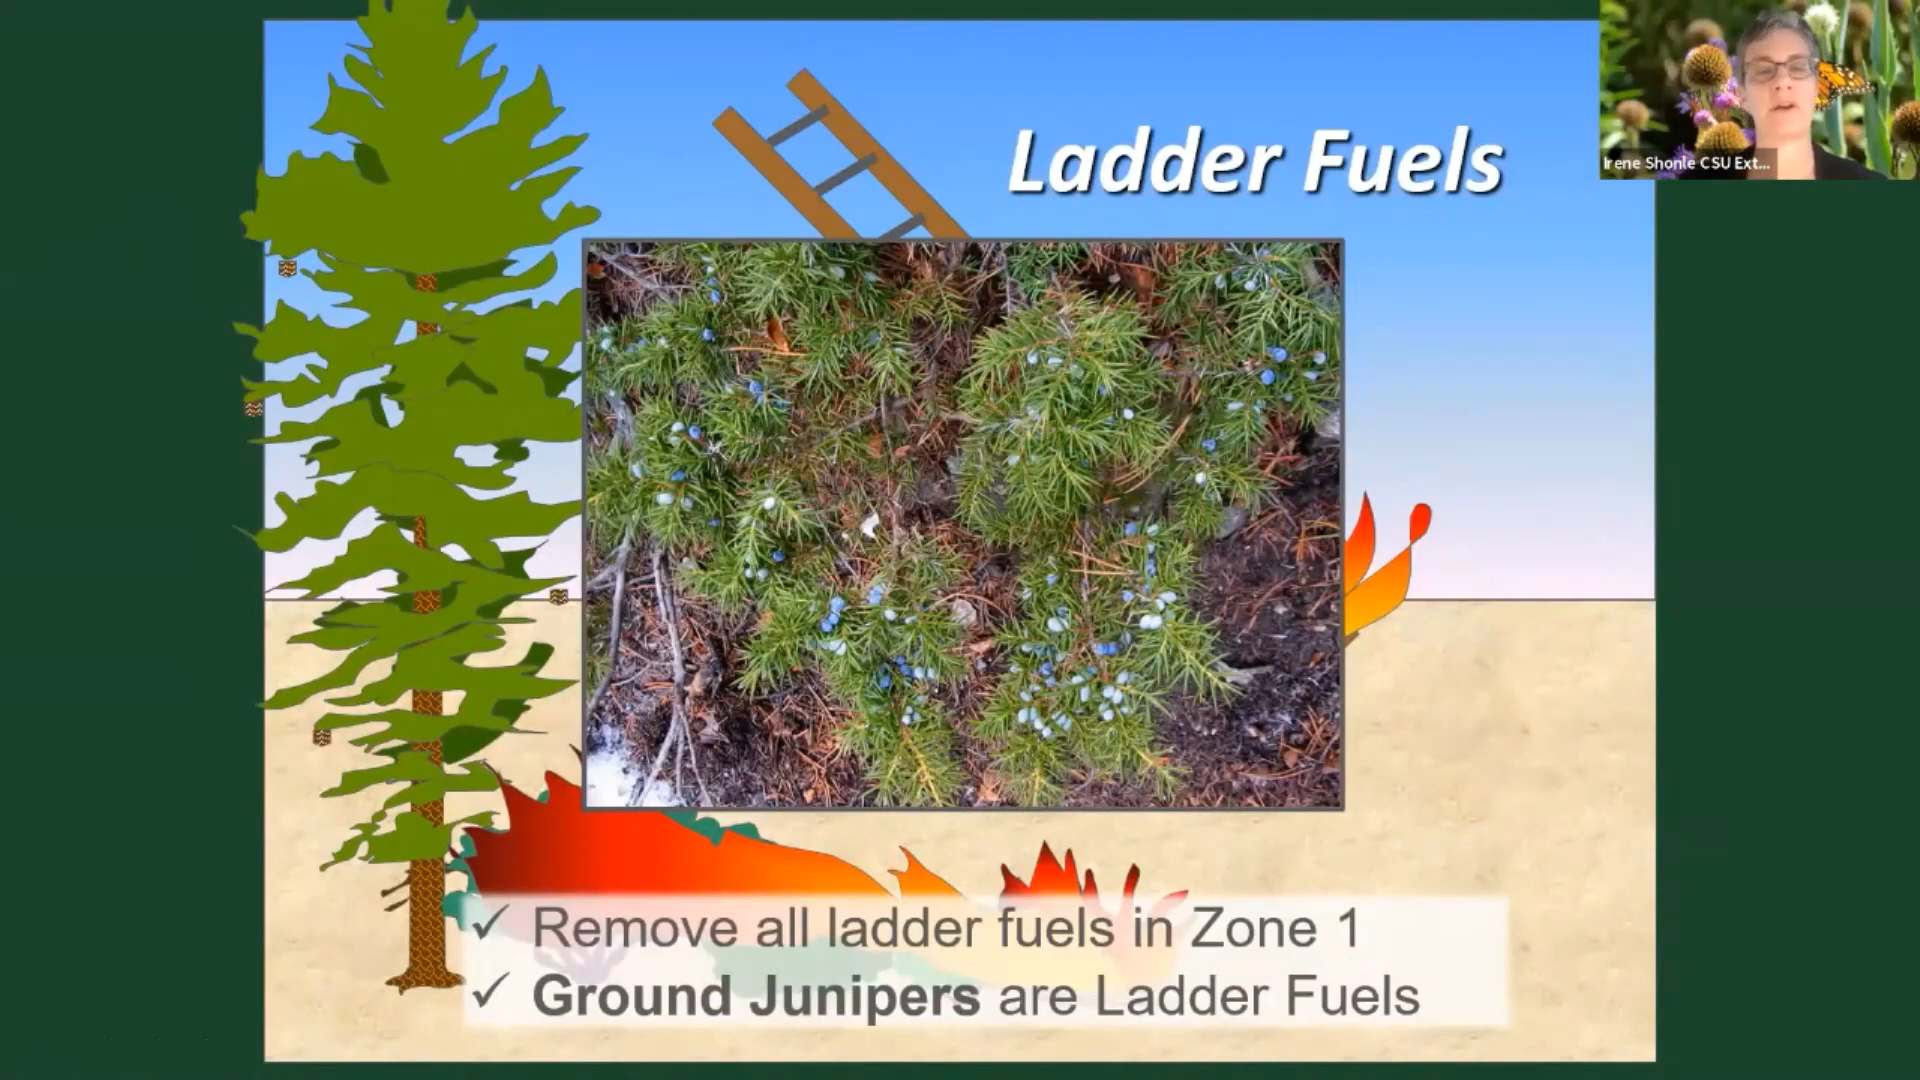 Ladder Fuels
Irene Shonle CSU Ext...
✓ Remove all ladder fuels in Zone 1
✓ Ground Junipers are Ladder Fuels